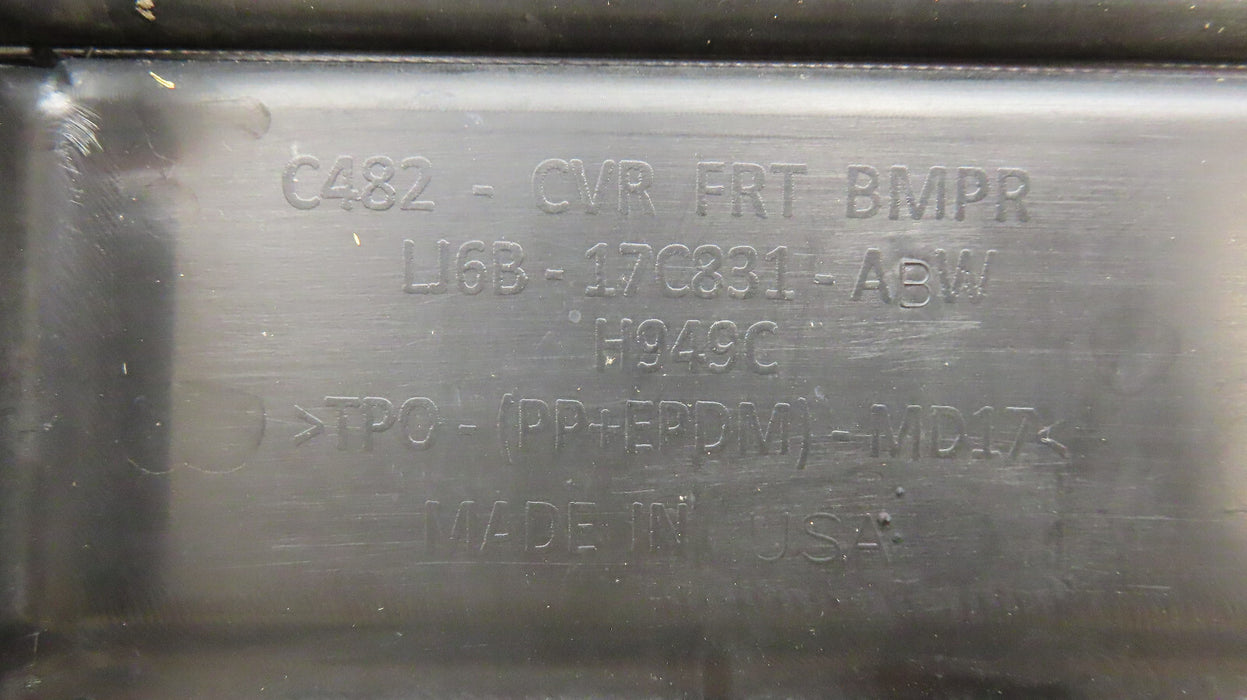 C482 - CVR FRT BMPR
LJ6B - 17C831 - ABW
H949C
>TPO - (PP+EPDM) - MD17<
MADE IN USA